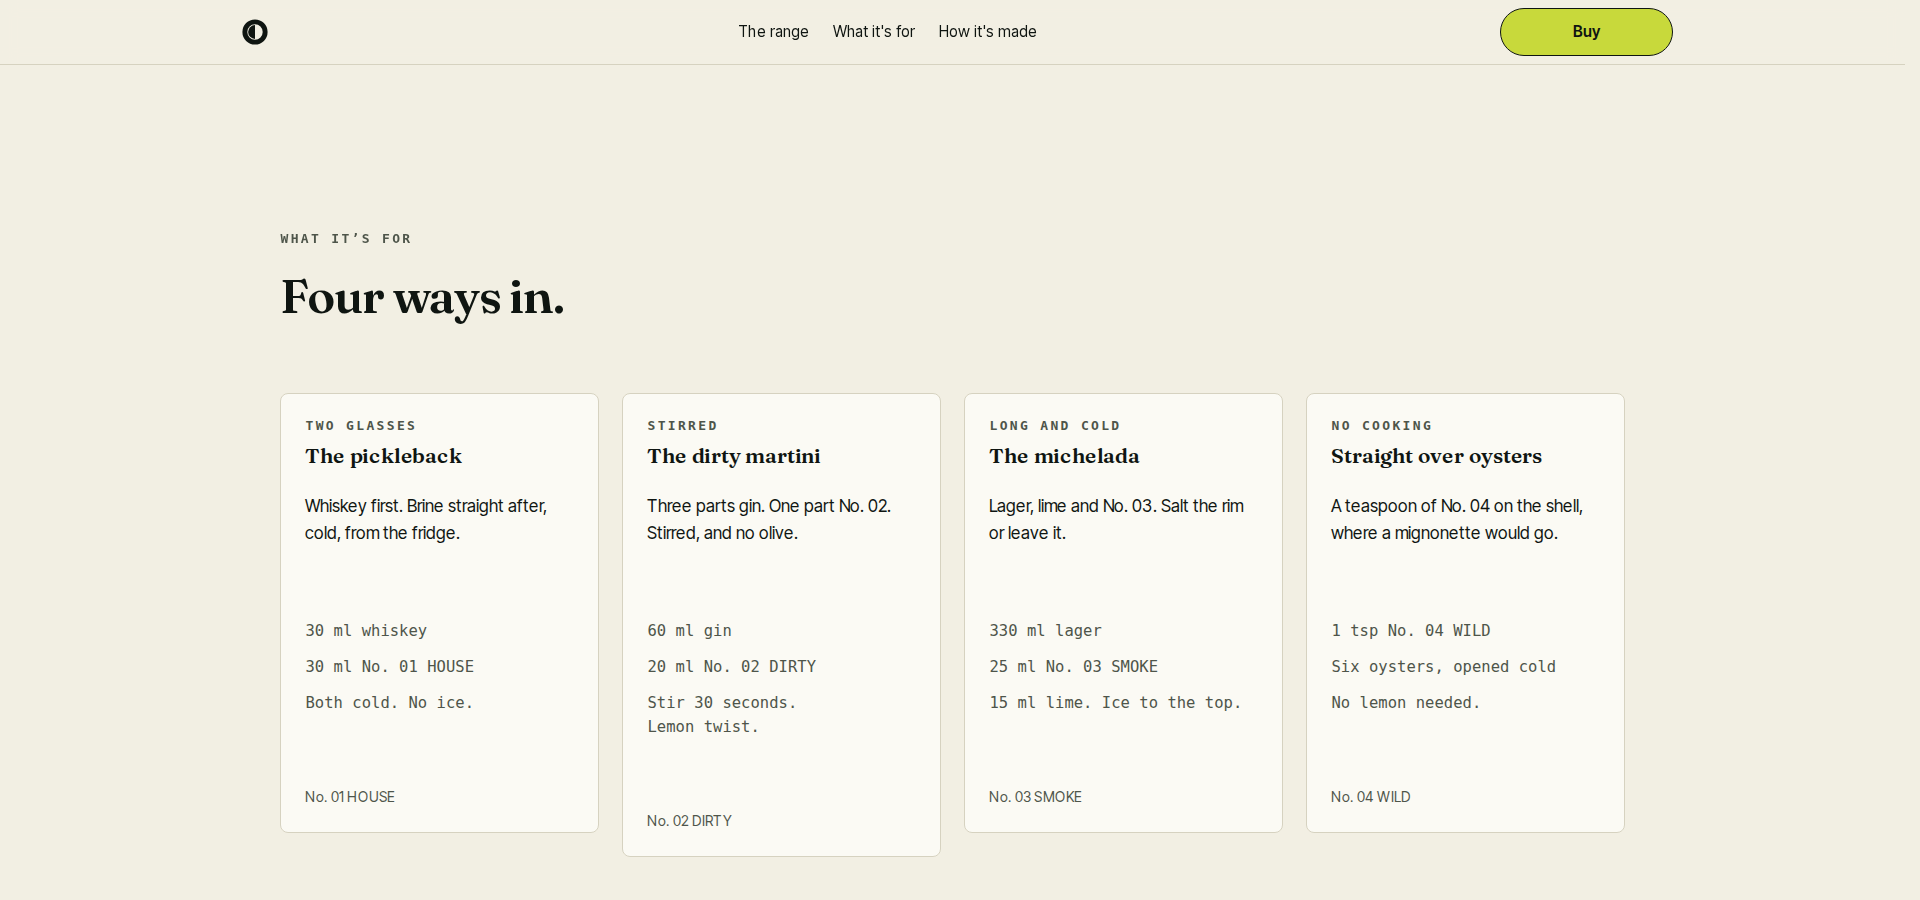 The range
What it's for
How it's made
Buy
WHAT IT’S FOR
Four ways in.
TWO GLASSES
The pickleback
Whiskey first. Brine straight after,
cold, from the fridge.
30 ml whiskey
30 ml No. 01 HOUSE
Both cold. No ice.
No. 01 HOUSE
STIRRED
The dirty martini
Three parts gin. One part No. 02.
Stirred, and no olive.
60 ml gin
20 ml No. 02 DIRTY
Stir 30 seconds.
Lemon twist.
No. 02 DIRTY
LONG AND COLD
The michelada
Lager, lime and No. 03. Salt the rim
or leave it.
330 ml lager
25 ml No. 03 SMOKE
15 ml lime. Ice to the top.
No. 03 SMOKE
NO COOKING
Straight over oysters
A teaspoon of No. 04 on the shell,
where a mignonette would go.
1 tsp No. 04 WILD
Six oysters, opened cold
No lemon needed.
No. 04 WILD